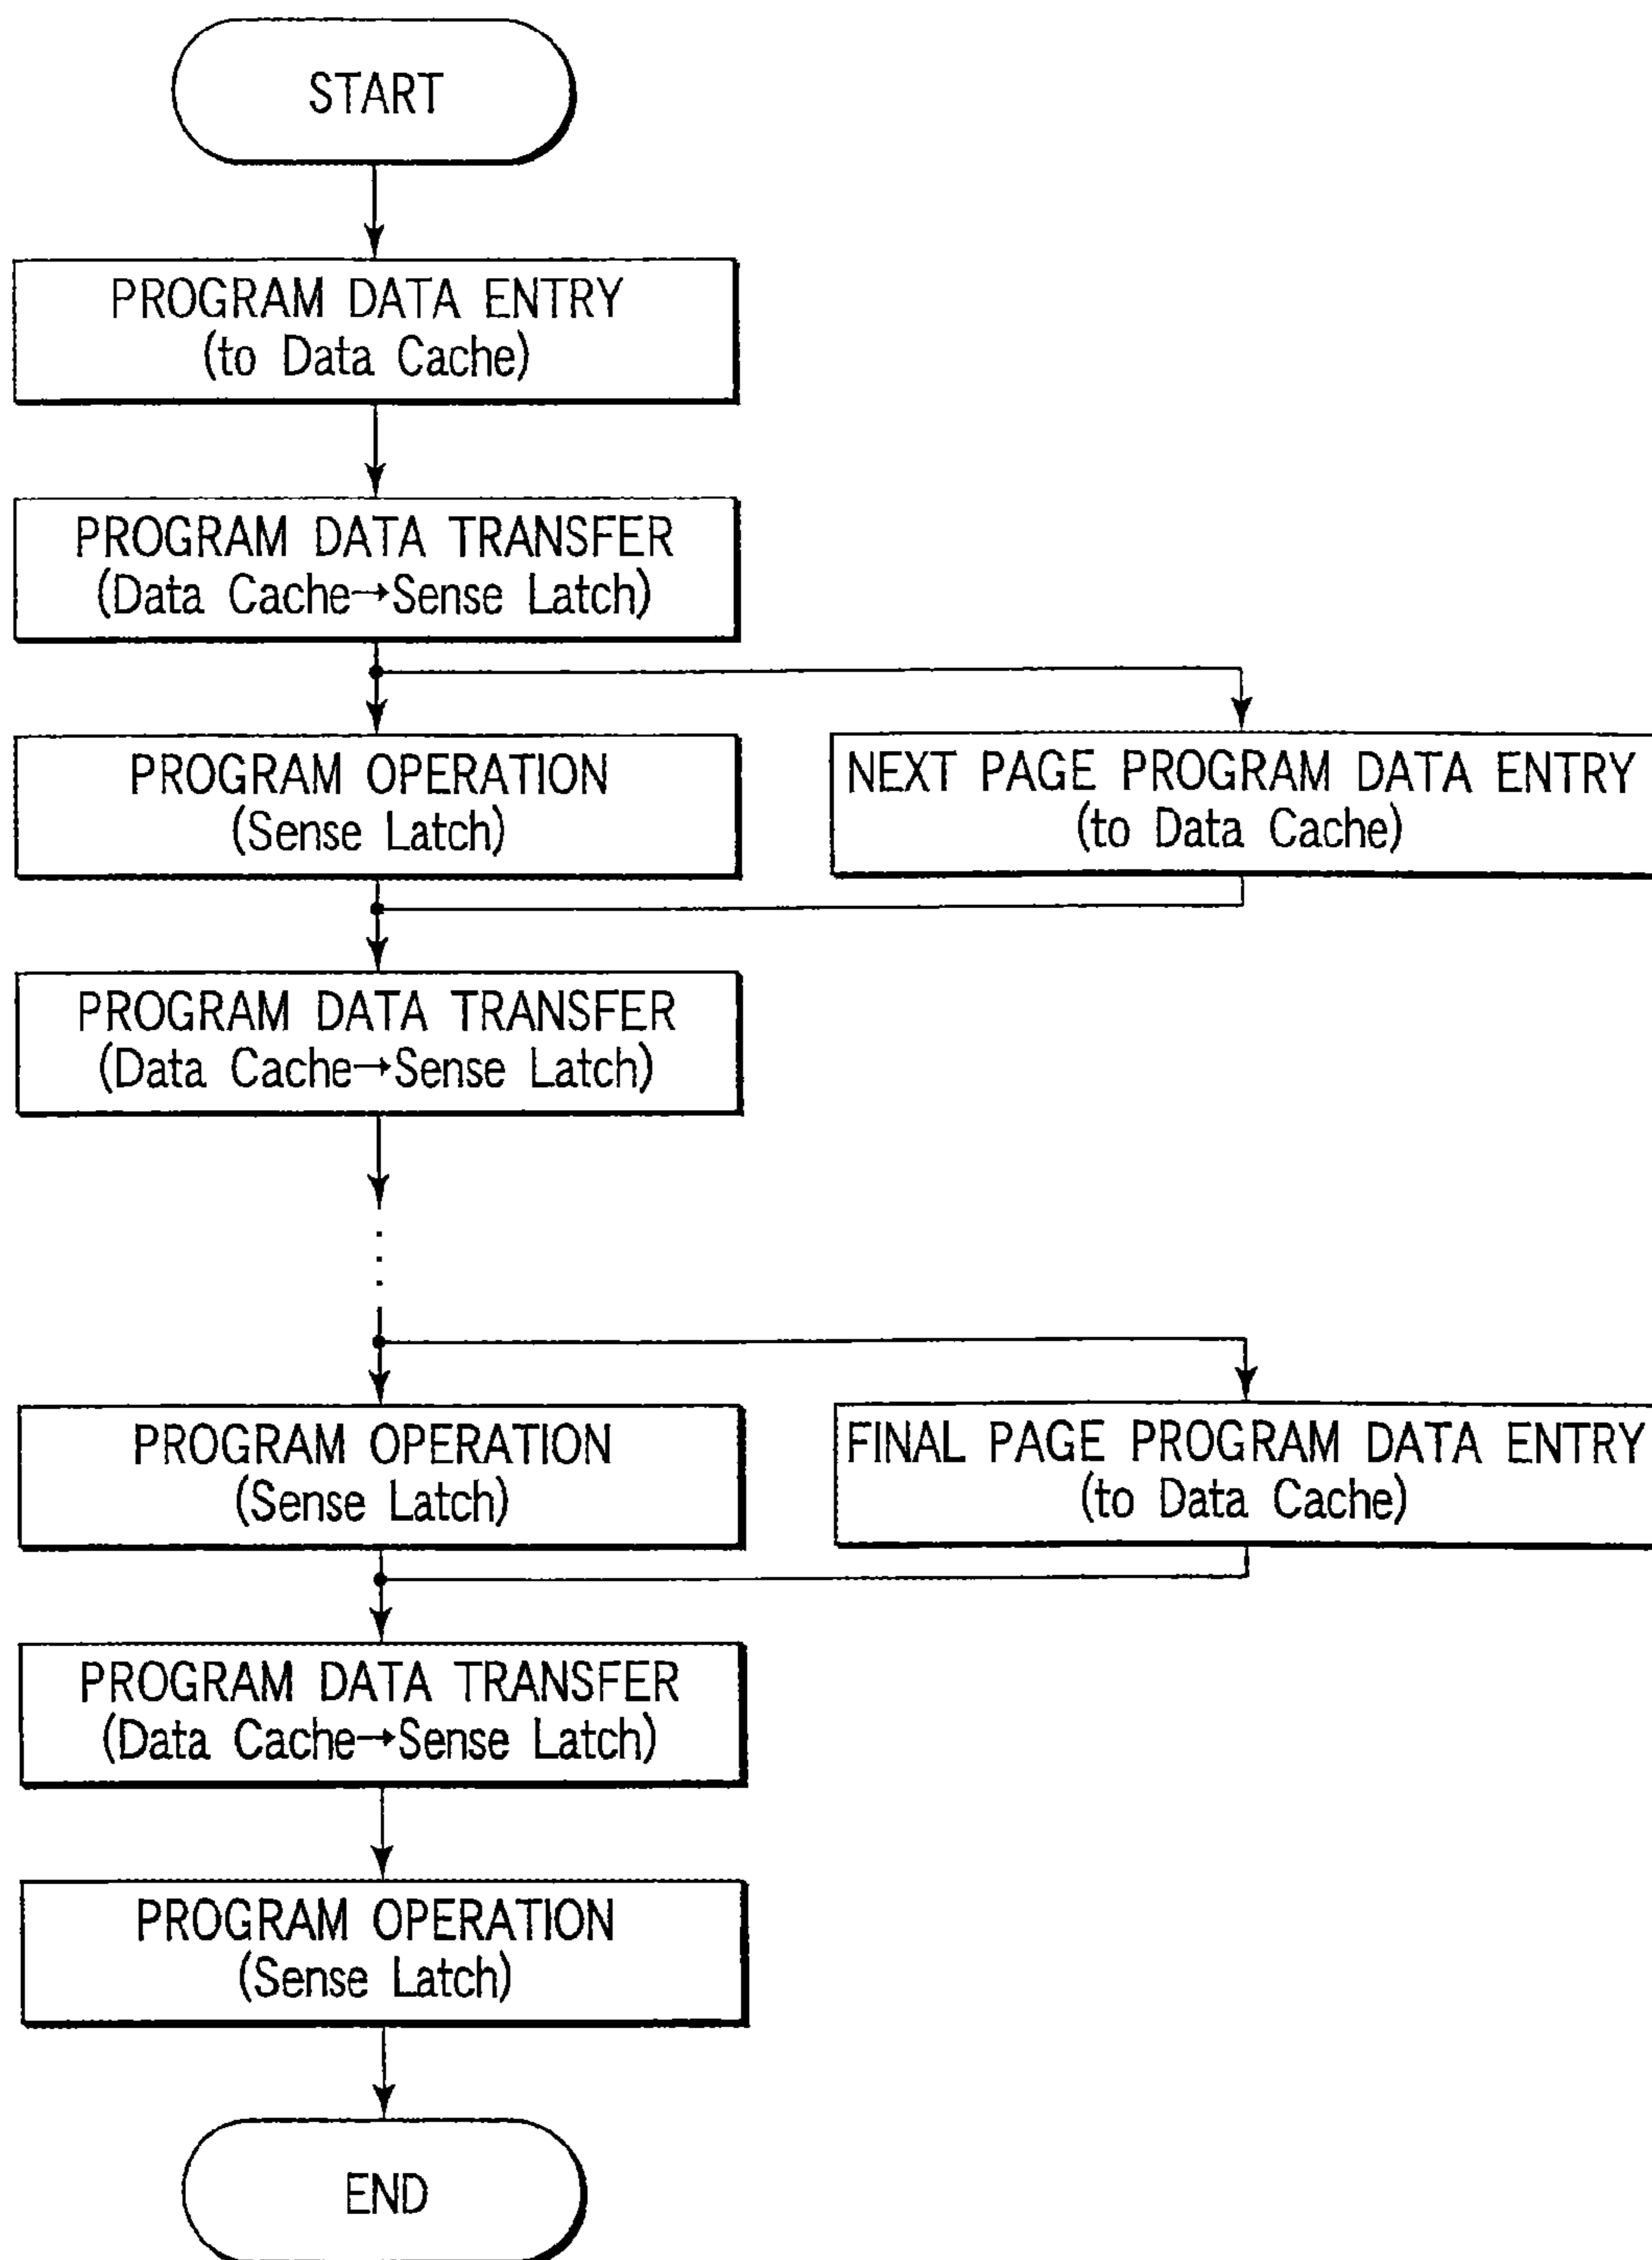 START
PROGRAM DATA ENTRY
(to Data Cache)
PROGRAM DATA TRANSFER
(Data Cache→Sense Latch)
PROGRAM OPERATION
(Sense Latch)
NEXT PAGE PROGRAM DATA ENTRY
(to Data Cache)
PROGRAM DATA TRANSFER
(Data Cache→Sense Latch)
PROGRAM OPERATION
(Sense Latch)
FINAL PAGE PROGRAM DATA ENTRY
(to Data Cache)
PROGRAM DATA TRANSFER
(Data Cache→Sense Latch)
PROGRAM OPERATION
(Sense Latch)
END